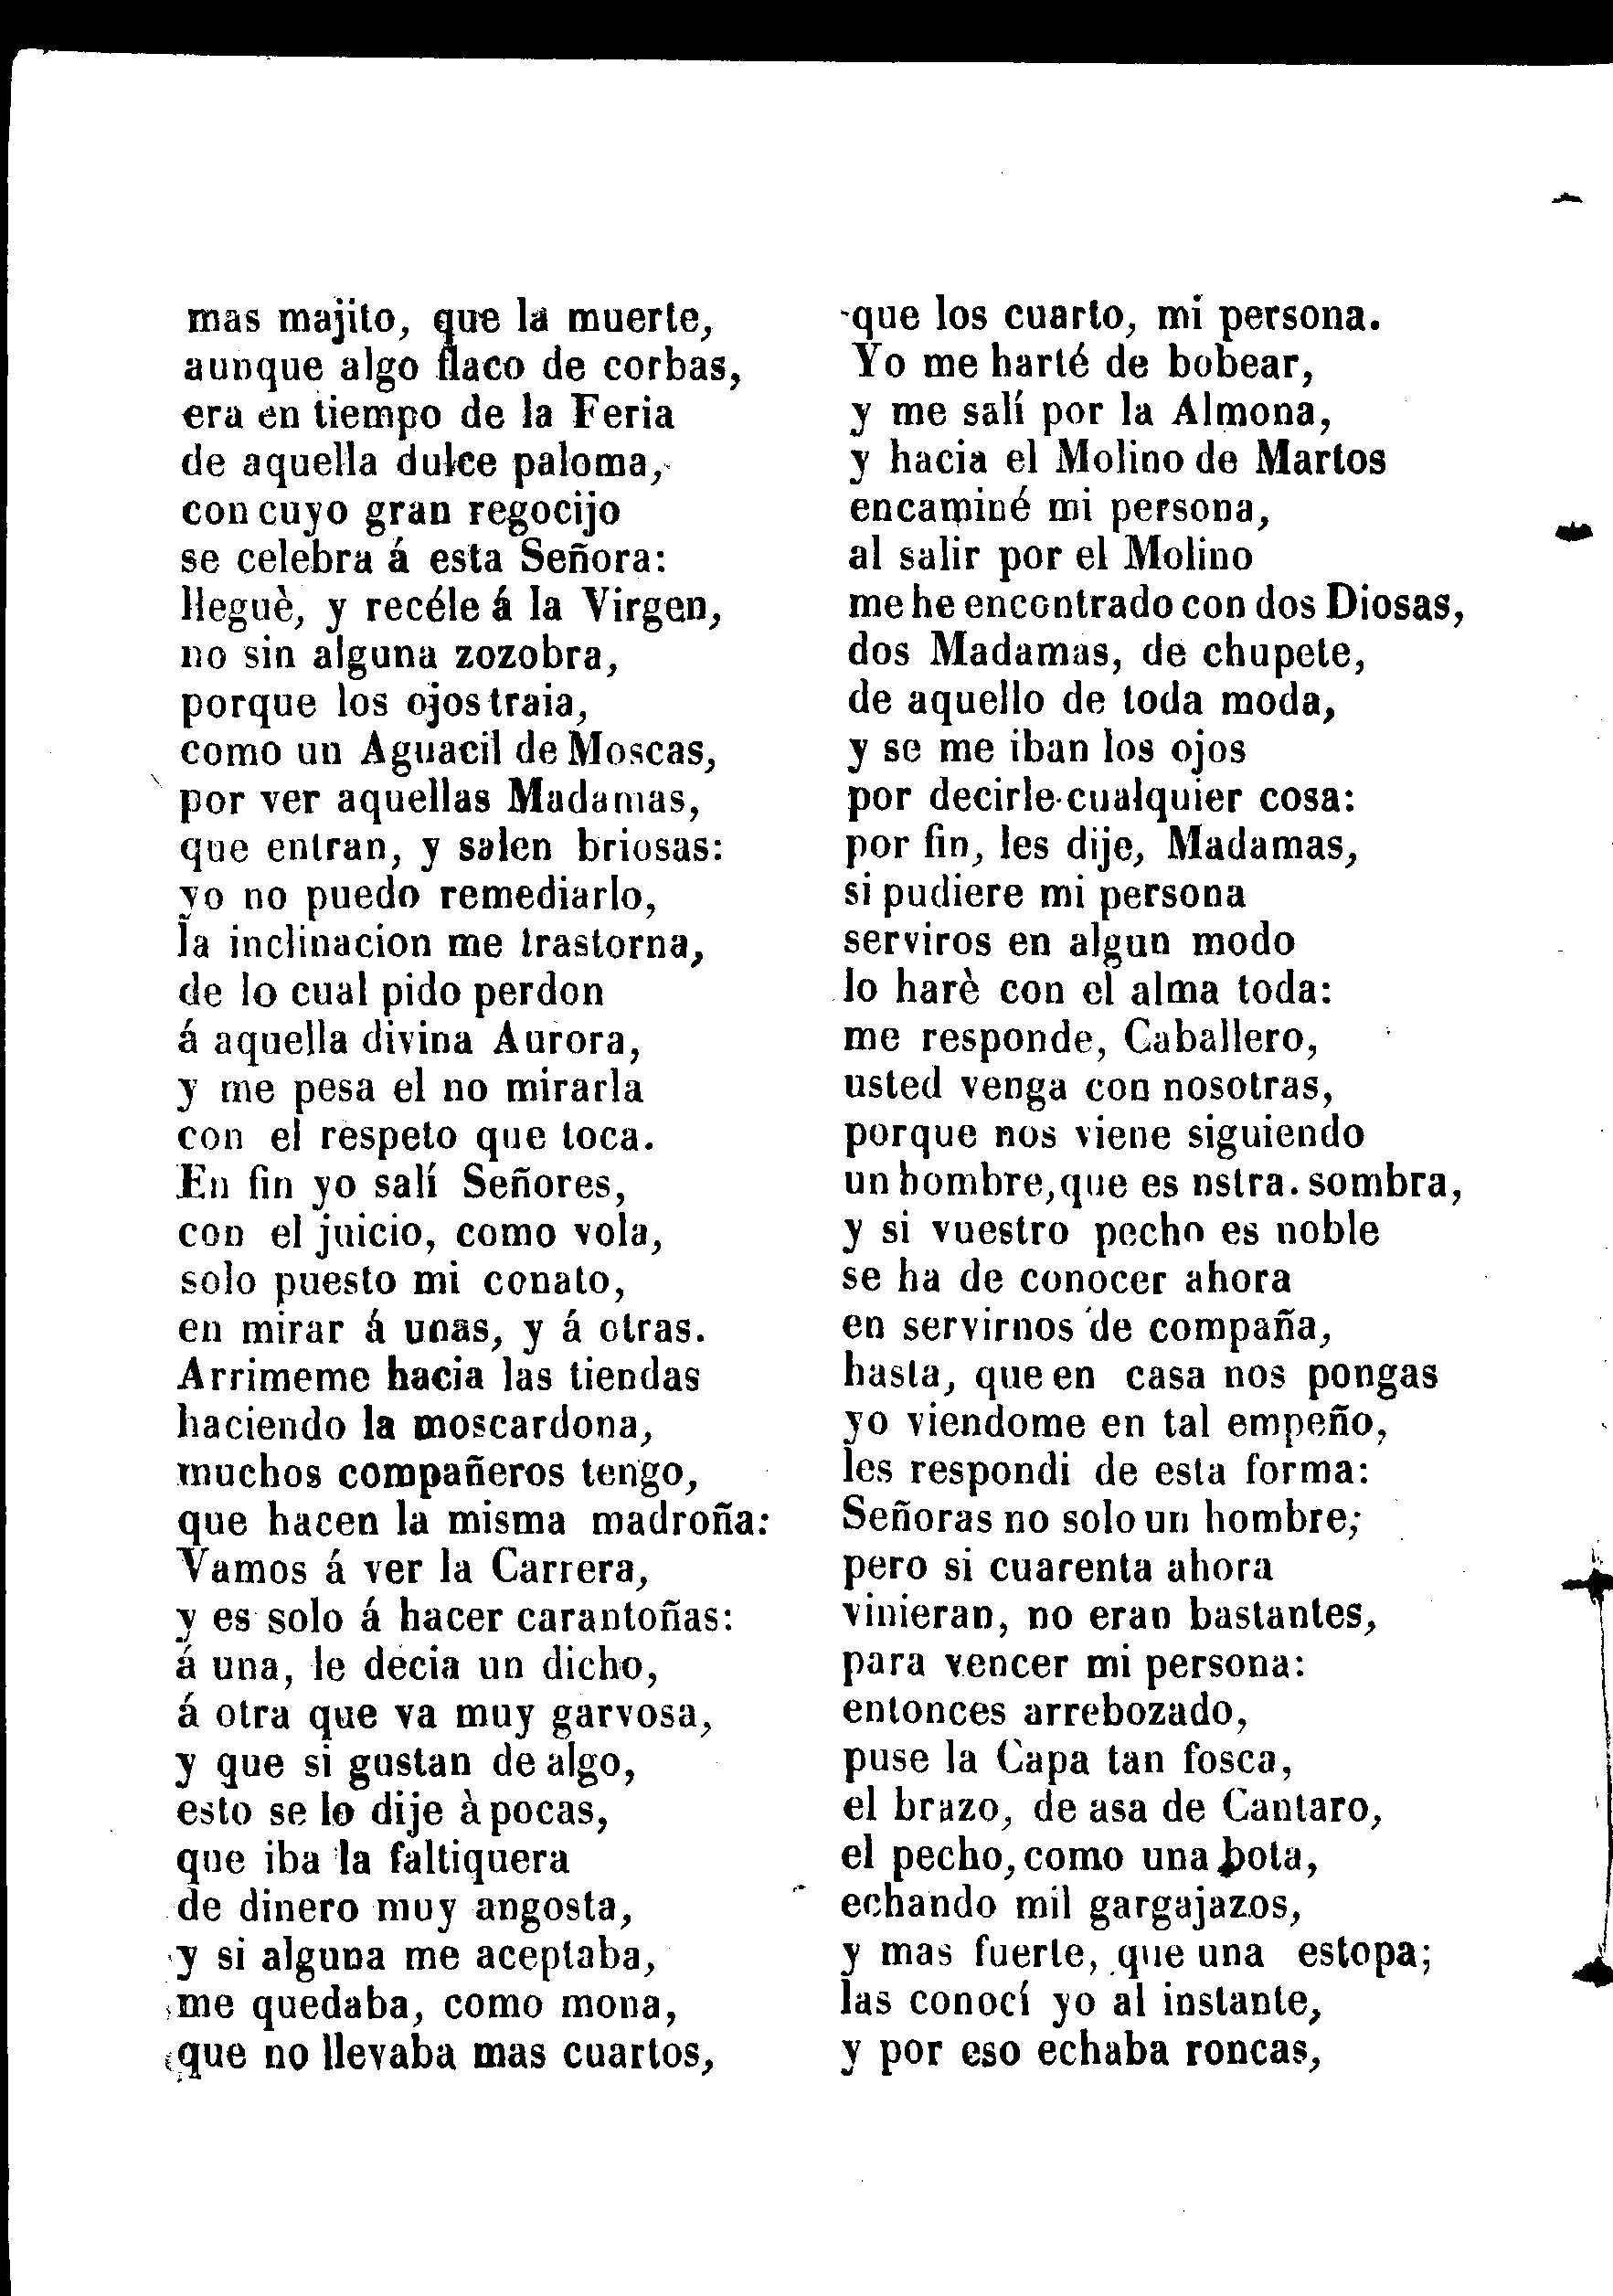 mas majito, que la muerte,
aunque algo flaco de corbas,
era en tiempo de la Feria
de aquella dulce paloma,
con cuyo gran regocijo
se celebra á esta Señora:
lleguè, y recéle á la Virgen,
no sin alguna zozobra,
porque los ojos traia,
como un Aguacil de Moscas,
por ver aquellas Madamas,
que entran, y salen briosas:
yo no puedo remediarlo,
la inclinacion me trastorna,
de lo cual pido perdon
á aquella divina Aurora,
y me pesa el no mirarla
con el respeto que toca.
En fin yo salí Señores,
con el juicio, como vola,
solo puesto mi conato,
en mirar á unas, y á otras.
Arrimeme hacia las tiendas
haciendo la moscardona,
muchos compañeros tengo,
que hacen la misma madroña:
Vamos á ver la Carrera,
y es solo á hacer carantoñas:
á una, le decia un dicho,
á otra que va muy garvosa,
y que si gustan de algo,
esto se lo dije à pocas,
que iba la faltiquera
de dinero muy angosta,
y si alguna me aceptaba,
me quedaba, como mona,
que no llevaba mas cuartos,
que los cuarto, mi persona.
Yo me harté de bobear,
y me salí por la Almona,
y hacia el Molino de Martos
encaminé mi persona,
al salir por el Molino
me he encontrado con dos Diosas,
dos Madamas, de chupete,
de aquello de toda moda,
y se me iban los ojos
por decirle cualquier cosa:
por fin, les dije, Madamas,
si pudiere mi persona
serviros en algun modo
lo harè con el alma toda:
me responde, Caballero,
usted venga con nosotras,
porque nos viene siguiendo
un hombre, que es nstra. sombra,
y si vuestro pecho es noble
se ha de conocer ahora
en servirnos de compaña,
hasta, que en casa nos pongas
yo viendome en tal empeño,
les respondi de esta forma:
Señoras no solo un hombre;
pero si cuarenta ahora
vinieran, no eran bastantes,
para vencer mi persona:
entonces arrebozado,
puse la Capa tan fosca,
el brazo, de asa de Cantaro,
el pecho, como una bota,
echando mil gargajazos,
y mas fuerte, que una estopa;
las conocí yo al instante,
y por eso echaba roncas,